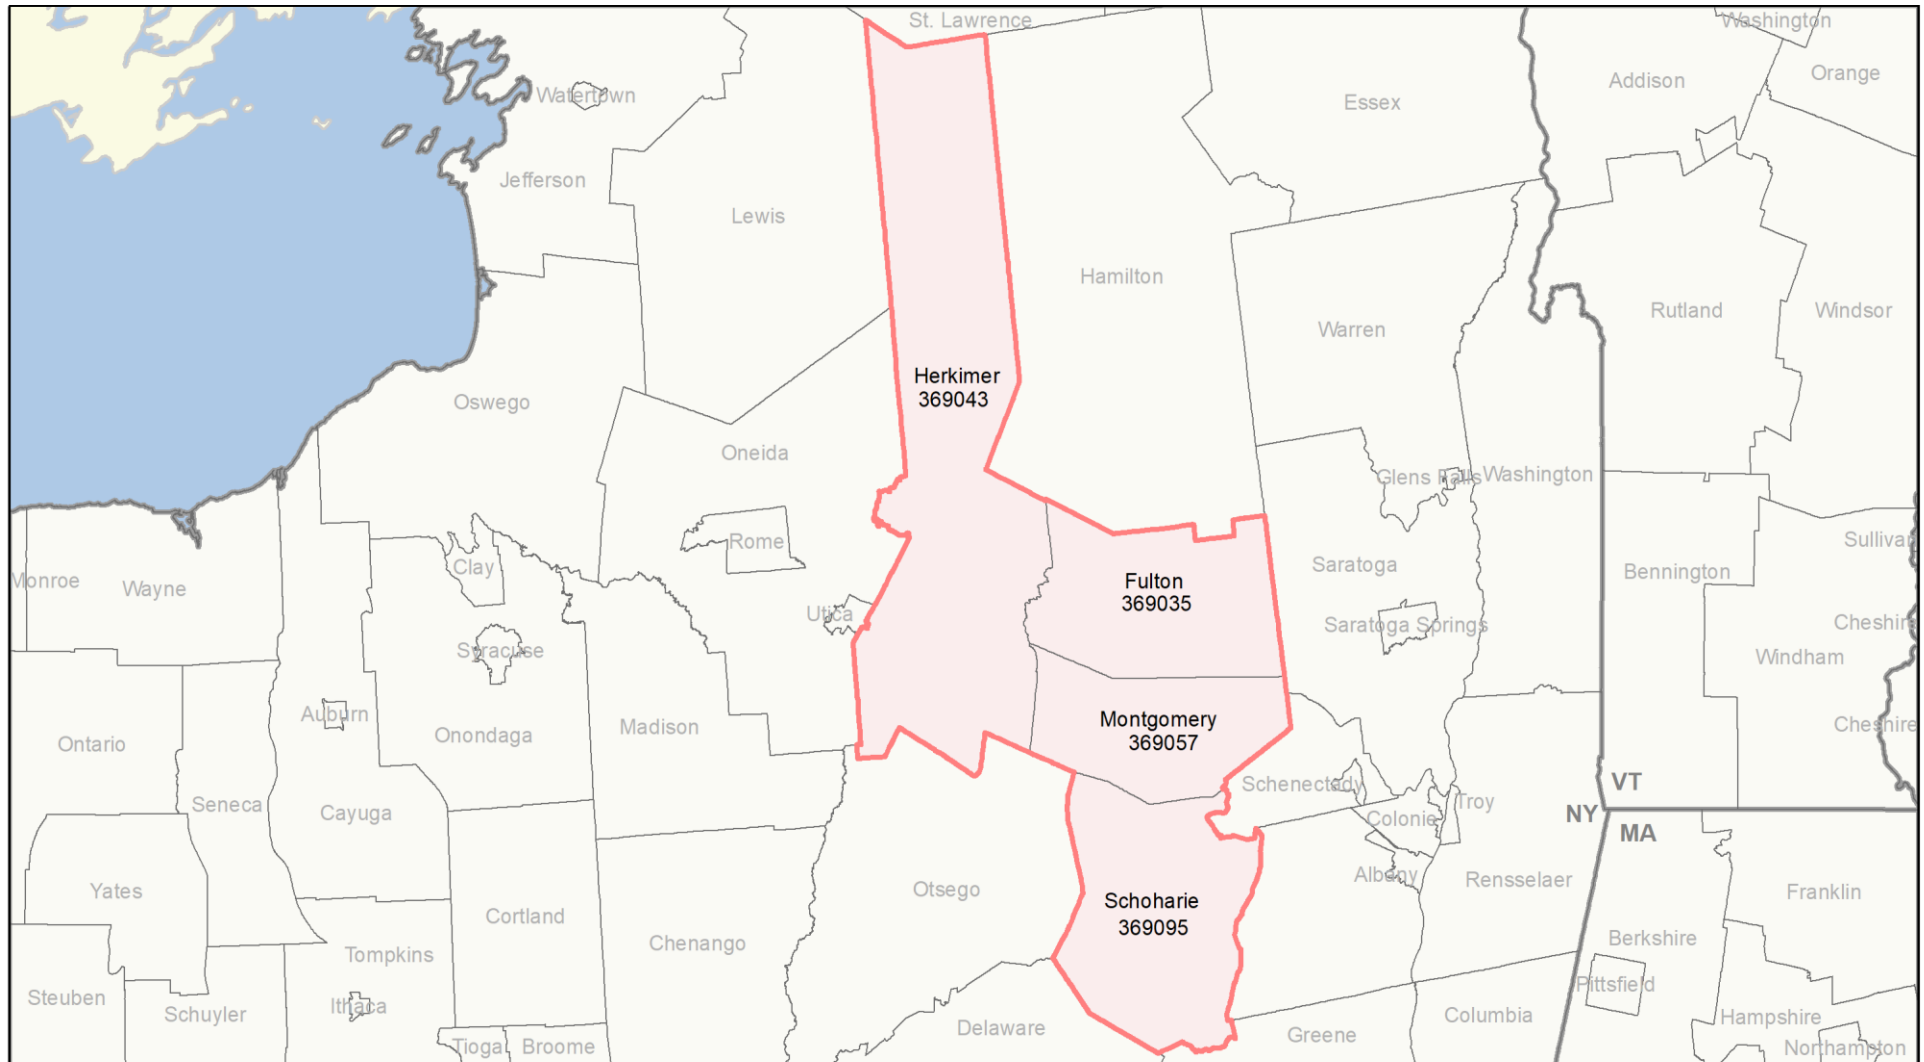 St. Lawrence
Washington
Addison
Orange
Watertown
Essex
Jefferson
Lewis
Hamilton
Rutland
Windsor
Warren
Herkimer
369043
Oswego
Oneida
Glens Falls
Washington
Rome
Sullivan
Clay
Saratoga
Bennington
Monroe
Wayne
Fulton
369035
Utica
Saratoga Springs
Cheshire
Syracuse
Windham
Auburn
Madison
Montgomery
369057
Cheshire
Ontario
Onondaga
Schenectady
VT
Seneca
Cayuga
Troy
Colonie
NY
MA
Albany
Rensselaer
Yates
Otsego
Schoharie
369095
Franklin
Cortland
Chenango
Berkshire
Tompkins
Pittsfield
Steuben
Schuyler
Ithaca
Delaware
Columbia
Hampshire
Greene
Tioga
Broome
Northampton